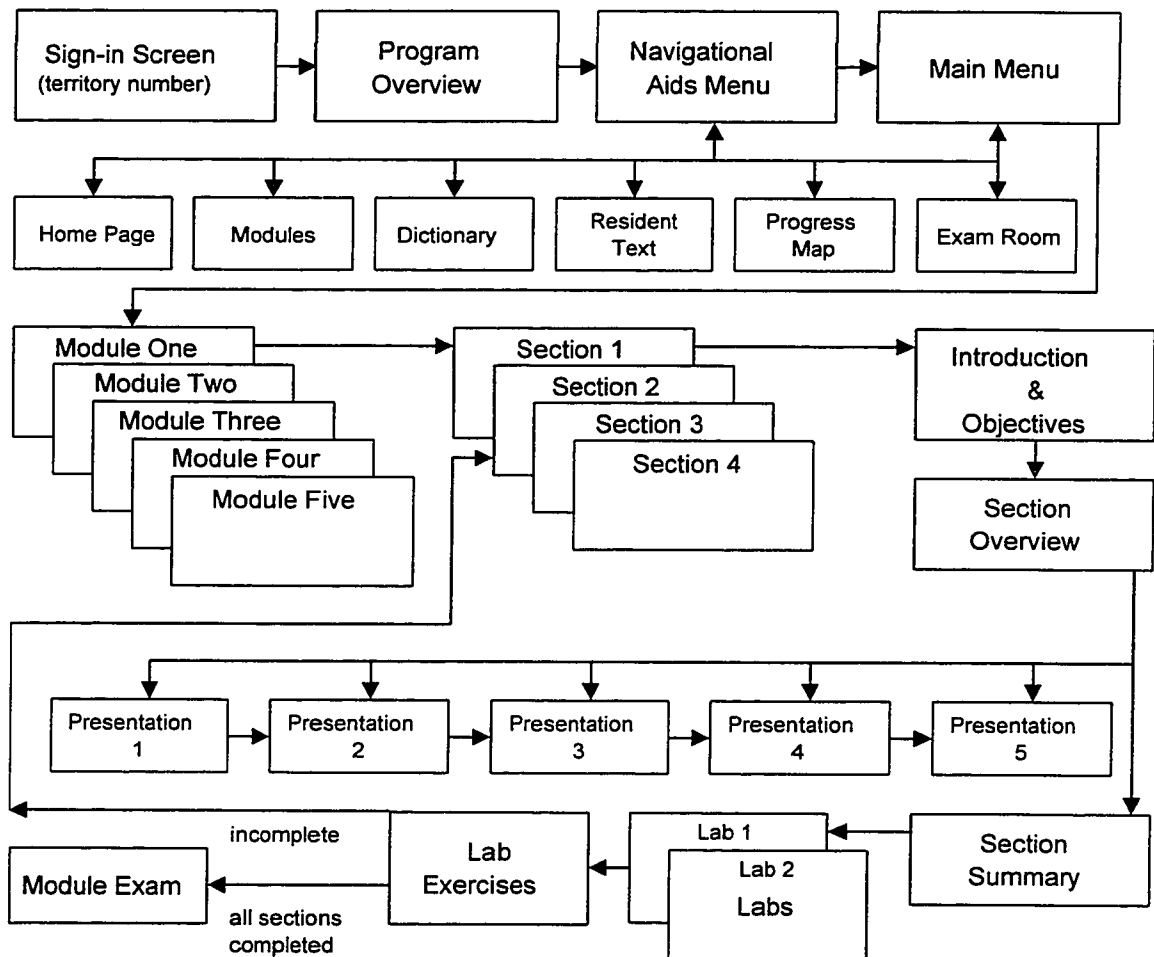 Sign-in Screen
(territory number)
Program
Overview
Navigational
Aids Menu
Main Menu
Home Page
Modules
Dictionary
Resident
Text
Progress
Map
Exam Room
Module One
Module Two
Module Three
Module Four
Module Five
Section 1
Section 2
Section 3
Section 4
Introduction
&
Objectives
Section
Overview
Presentation
1
Presentation
2
Presentation
3
Presentation
4
Presentation
5
incomplete
Module Exam
all sections
completed
Lab
Exercises
Lab 1
Lab 2
Labs
Section
Summary